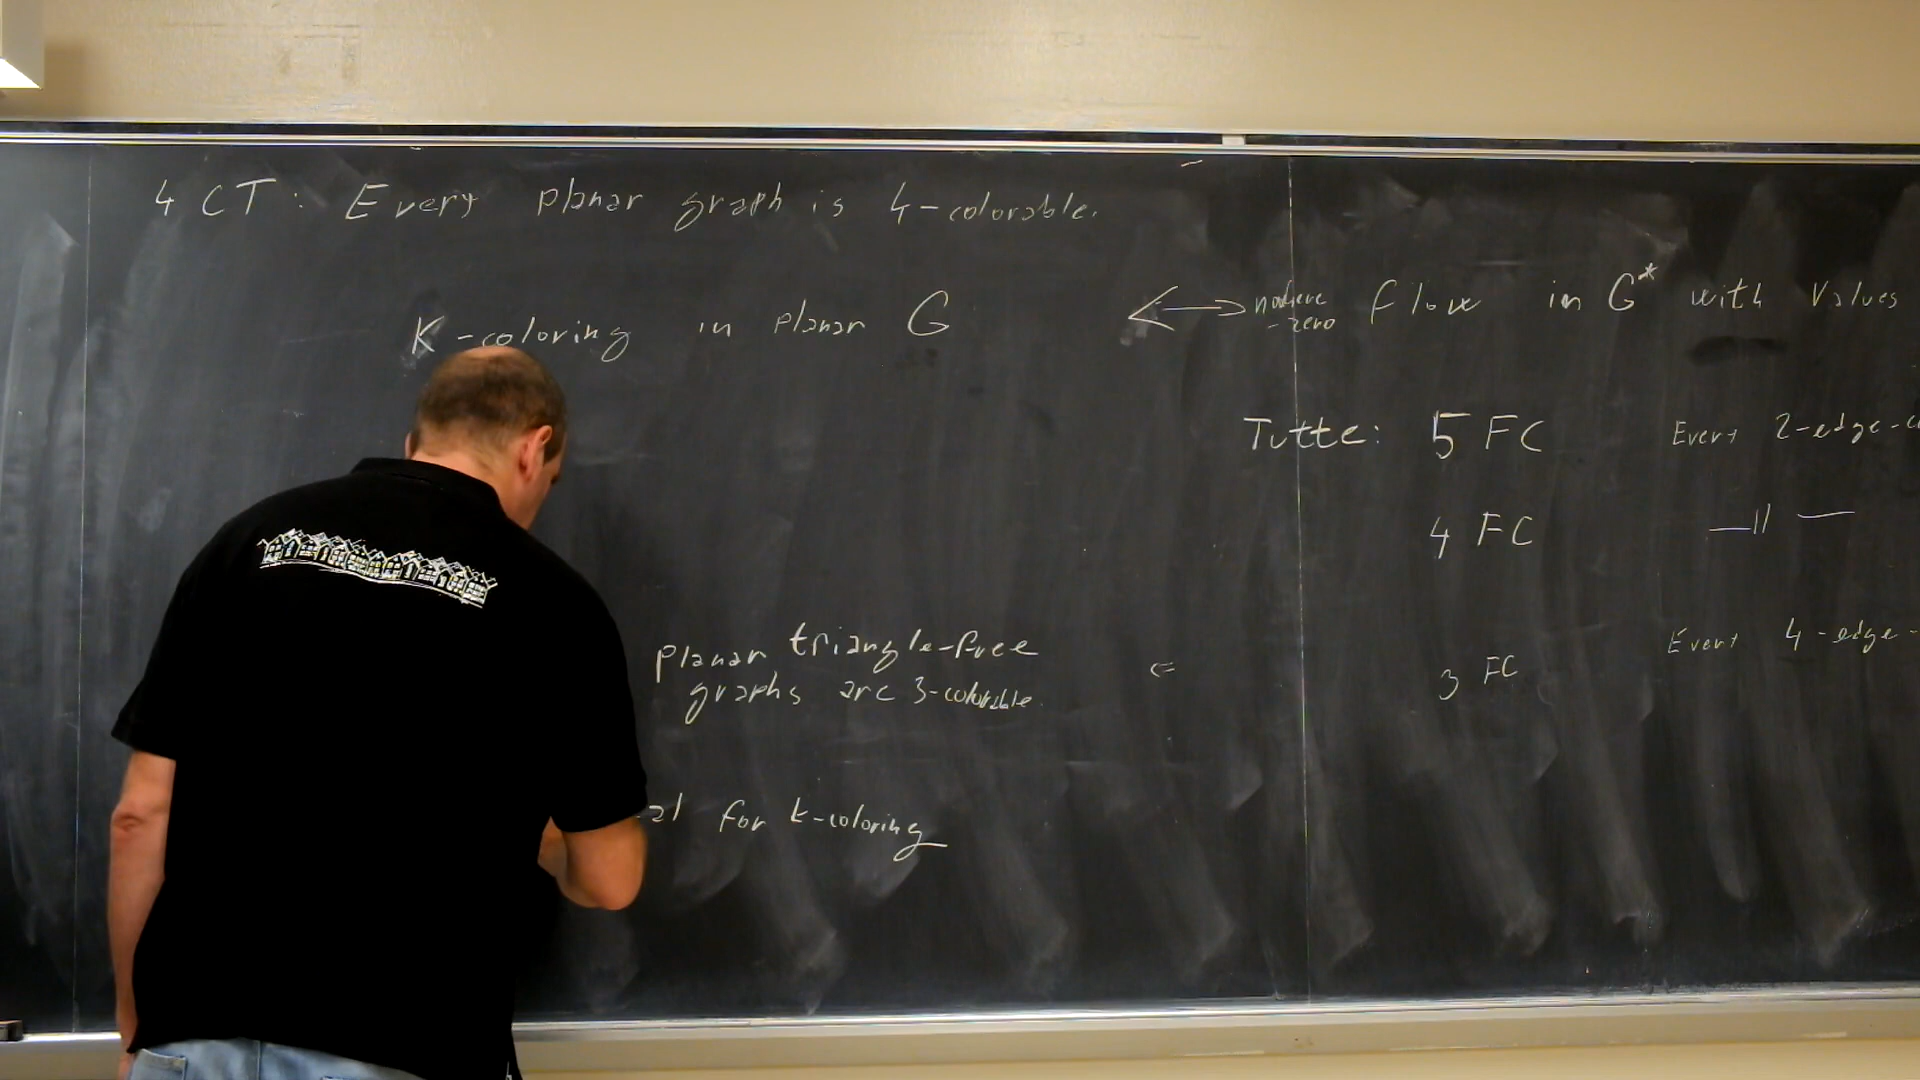 4 CT: Every planar graph is 4-colorable.
K-coloring in planar G ⟷ nowhere-zero flow in G* with values
Tutte: 5 FC Every 2-edge-c
4 FC —||—
planar triangle-free
graphs are 3-colorable. ⇐ 3 FC Every 4-edge-
for k-coloring